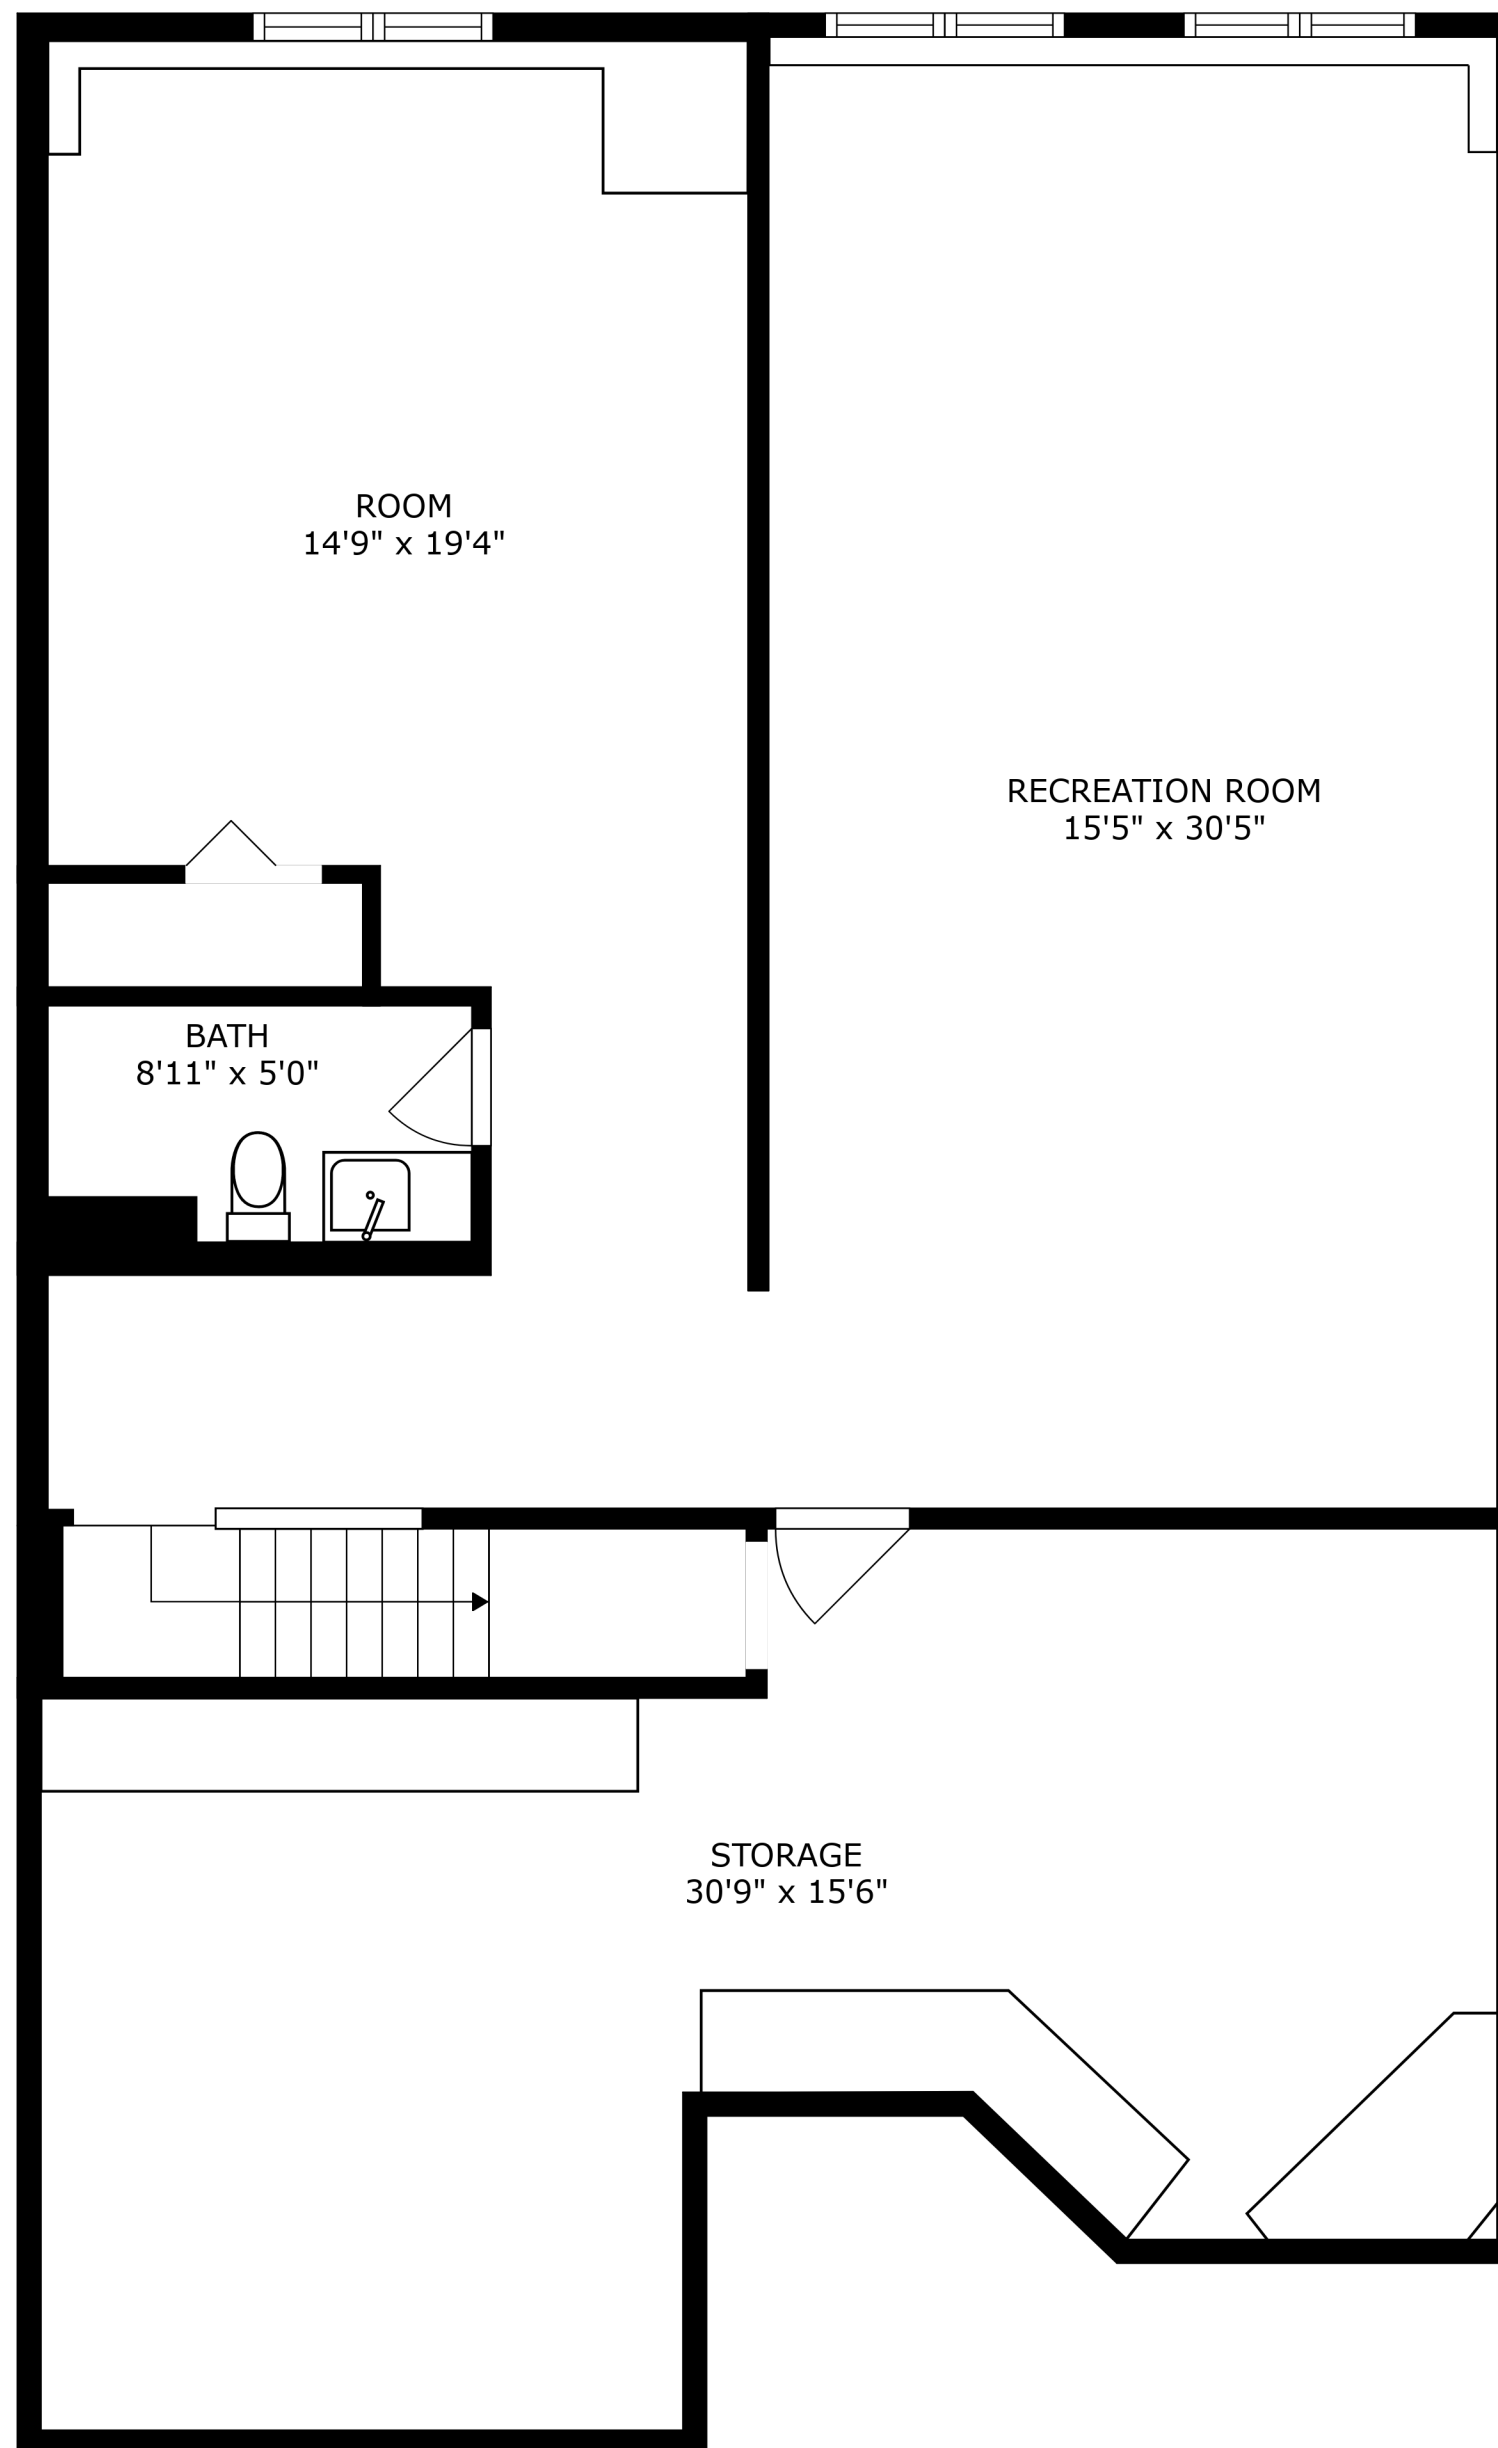 ROOM
14'9" x 19'4"
RECREATION ROOM
15'5" x 30'5"
BATH
8'11" x 5'0"
STORAGE
30'9" x 15'6"